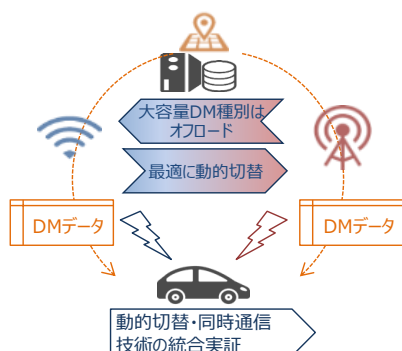 大容量DM種別は
オフロード
最適に動的切替
DMデータ
DMデータ
動的切替・同時通信
技術の統合実証